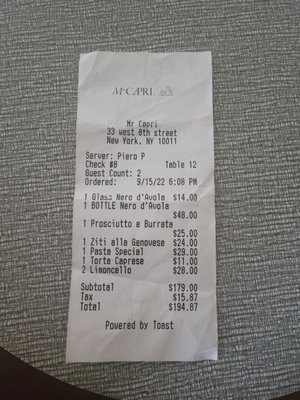 Mr CAPRI
Mr Capri
33 west 8th street
New York, NY 10011
Server: Piero P
Check #8 Table 12
Guest Count: 2
Ordered: 9/15/22 6:08 PM
1 Glass Nero d'Avola $14.00
1 BOTTLE Nero d'Avola
$48.00
1 Prosciutto e Burrata
$25.00
1 Ziti alla Genovese $24.00
1 Pasta Special $29.00
1 Torta Caprese $11.00
2 Limoncello $28.00
Subtotal $179.00
Tax $15.87
Total $194.87
Powered by Toast